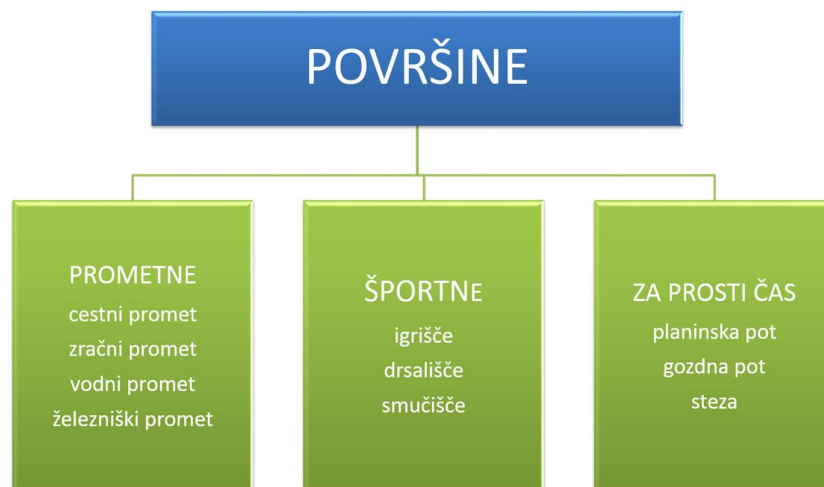 POVRŠINE
PROMETNE
cestni promet
zračni promet
vodni promet
železniški promet
ŠPORTNE
igrišče
drsališče
smučišče
ZA PROSTI ČAS
planinska pot
gozdna pot
steza